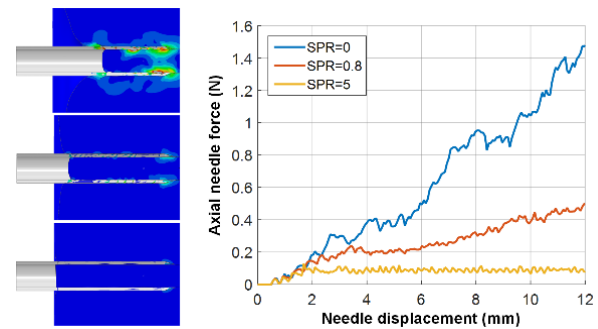 1.6
1.4
1.2
1
0.8
0.6
0.4
0.2
0
Axial needle force (N)
SPR=0
SPR=0.8
SPR=5
0 2 4 6 8 10 12
Needle displacement (mm)